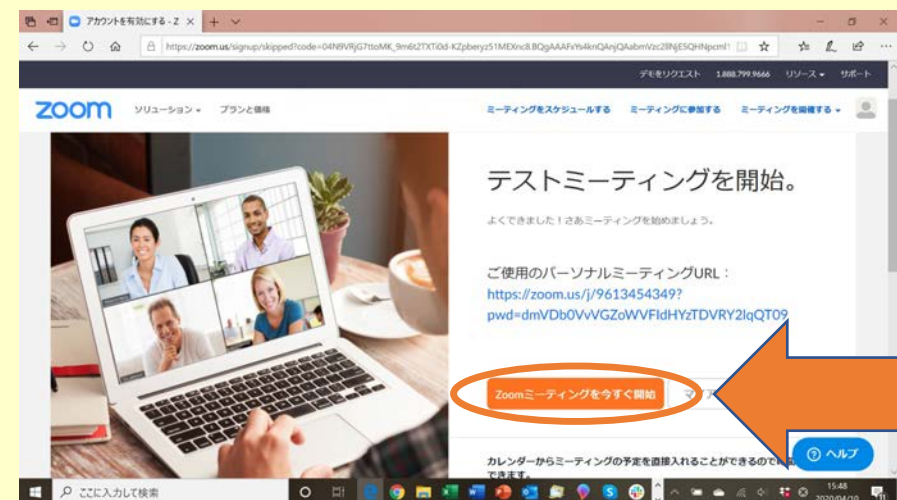 アカウントを有効にする - Z
https://zoom.us/signup/skipped?code=
デモをリクエスト 1.888.799.9666 リソース サポート
zoom ソリューション プランと価格 ミーティングをスケジュールする ミーティングに参加する ミーティングを開催する
テストミーティングを開始。
よくできました！さあミーティングを始めましょう。
ご使用のパーソナルミーティングURL：
https://zoom.us/j/9613454349?
pwd=dmVDb0VvVGZoWVFIdHYzTDVRY2lqQT09
Zoomミーティングを今すぐ開始
カレンダーからミーティングの予定を直接入れることができるので
できます。
ヘルプ
ここに入力して検索
15:48
2020/04/10